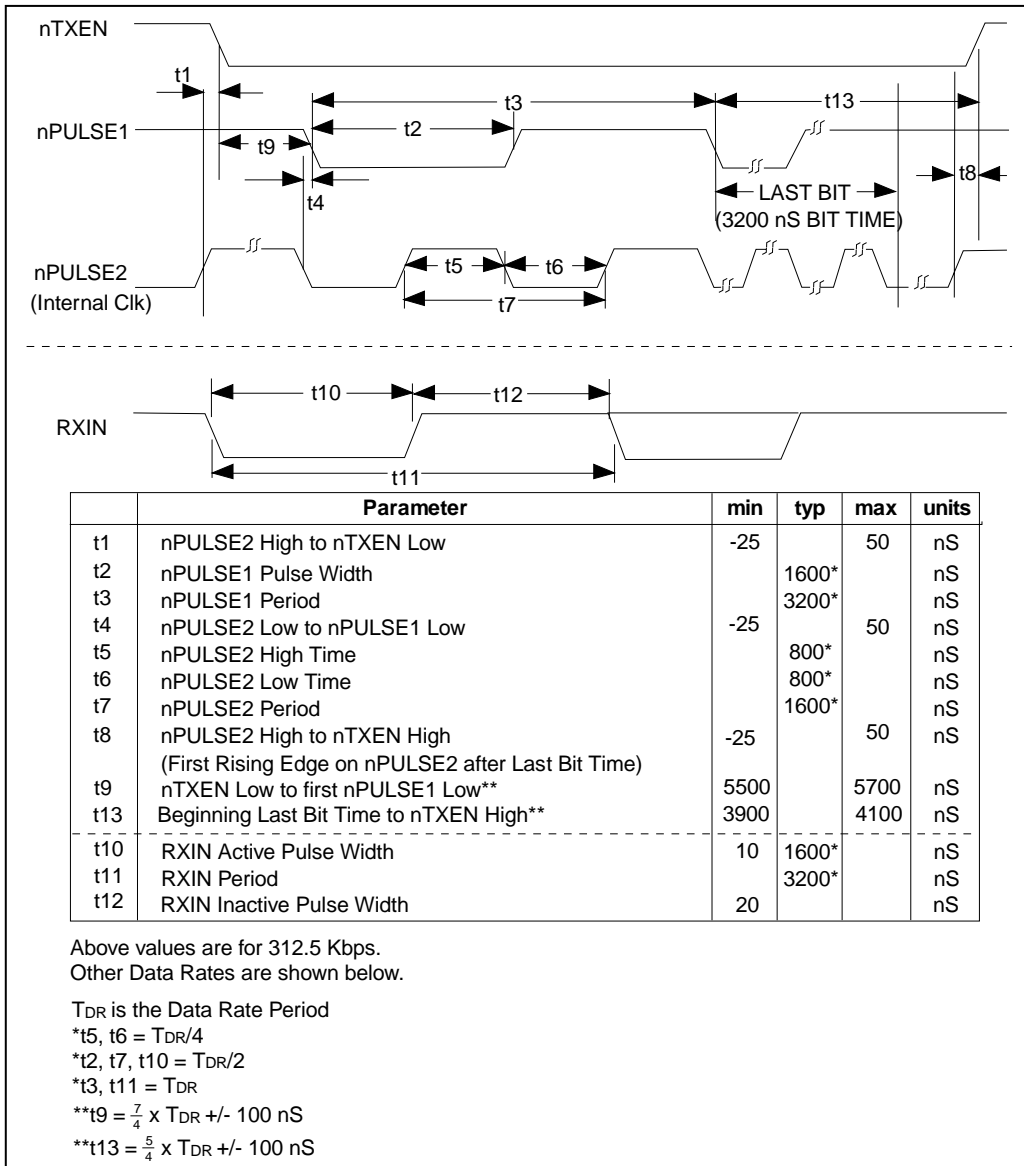 nTXEN
t1
t3
t13
nPULSE1
t2
t9
t8
t4
LAST BIT
(3200 nS BIT TIME)
nPULSE2
(Internal Clk)
t5
t6
t7
t10
t12
RXIN
t11
Parameter min typ max units
t1 nPULSE2 High to nTXEN Low -25 50 nS
t2 nPULSE1 Pulse Width 1600* nS
t3 nPULSE1 Period 3200* nS
t4 nPULSE2 Low to nPULSE1 Low -25 50 nS
t5 nPULSE2 High Time 800* nS
t6 nPULSE2 Low Time 800* nS
t7 nPULSE2 Period 1600* nS
t8 nPULSE2 High to nTXEN High -25 50 nS
(First Rising Edge on nPULSE2 after Last Bit Time)
t9 nTXEN Low to first nPULSE1 Low** 5500 5700 nS
t13 Beginning Last Bit Time to nTXEN High** 3900 4100 nS
t10 RXIN Active Pulse Width 10 1600* nS
t11 RXIN Period 3200* nS
t12 RXIN Inactive Pulse Width 20 nS
Above values are for 312.5 Kbps.
Other Data Rates are shown below.
TDR is the Data Rate Period
*t5, t6 = TDR/4
*t2, t7, t10 = TDR/2
*t3, t11 = TDR
**t9 = 7/4 x TDR +/- 100 nS
**t13 = 5/4 x TDR +/- 100 nS